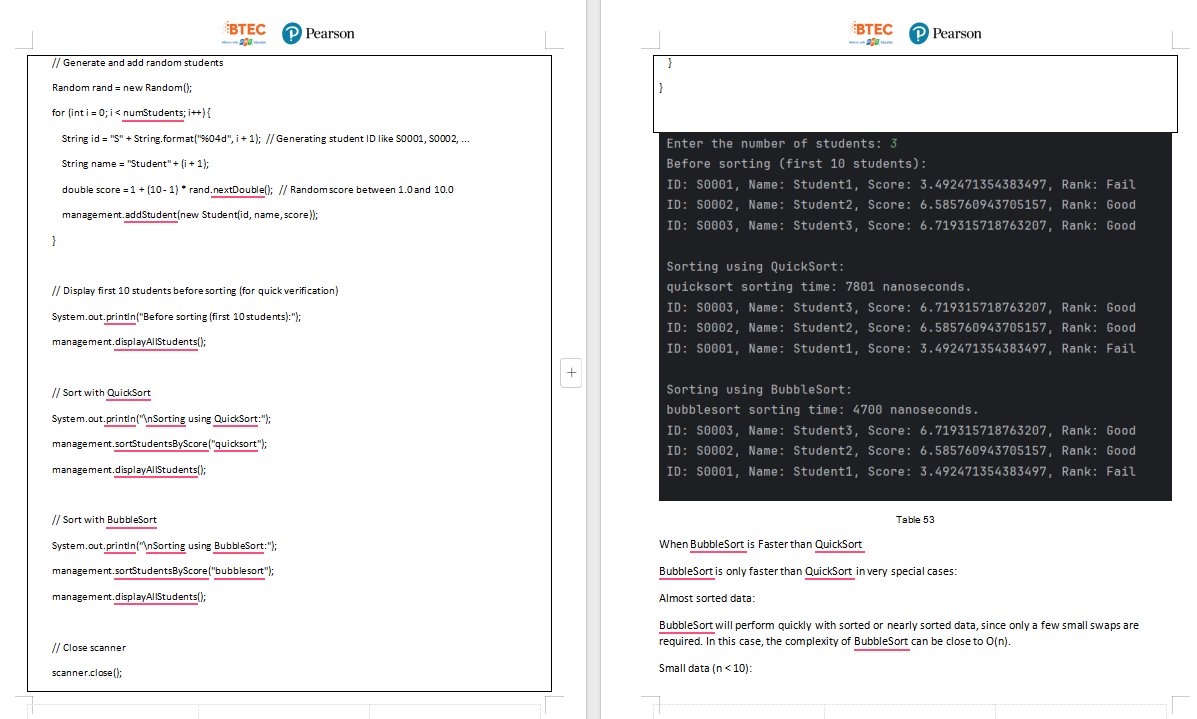 BTEC Pearson
// Generate and add random students
Random rand = new Random();
for (int i = 0; i < numStudents; i++) {
String id = "S" + String.format("%04d", i + 1); // Generating student ID like S0001, S0002, ...
String name = "Student" + (i + 1);
double score = 1 + (10 - 1) * rand.nextDouble(); // Random score between 1.0 and 10.0
management.addStudent(new Student(id, name, score));
}
// Display first 10 students before sorting (for quick verification)
System.out.println("Before sorting (first 10 students):");
management.displayAllStudents();
// Sort with QuickSort
System.out.println("\nSorting using QuickSort:");
management.sortStudentsByScore("quicksort");
management.displayAllStudents();
// Sort with BubbleSort
System.out.println("\nSorting using BubbleSort:");
management.sortStudentsByScore("bubblesort");
management.displayAllStudents();
// Close scanner
scanner.close();
BTEC Pearson
}
}
Enter the number of students: 3
Before sorting (first 10 students):
ID: S0001, Name: Student1, Score: 3.492471354383497, Rank: Fail
ID: S0002, Name: Student2, Score: 6.585760943705157, Rank: Good
ID: S0003, Name: Student3, Score: 6.719315718763207, Rank: Good
Sorting using QuickSort:
quicksort sorting time: 7801 nanoseconds.
ID: S0003, Name: Student3, Score: 6.719315718763207, Rank: Good
ID: S0002, Name: Student2, Score: 6.585760943705157, Rank: Good
ID: S0001, Name: Student1, Score: 3.492471354383497, Rank: Fail
Sorting using BubbleSort:
bubblesort sorting time: 4700 nanoseconds.
ID: S0003, Name: Student3, Score: 6.719315718763207, Rank: Good
ID: S0002, Name: Student2, Score: 6.585760943705157, Rank: Good
ID: S0001, Name: Student1, Score: 3.492471354383497, Rank: Fail
Table 53
When BubbleSort is Faster than QuickSort
BubbleSort is only faster than QuickSort in very special cases:
Almost sorted data:
BubbleSort will perform quickly with sorted or nearly sorted data, since only a few small swaps are
required. In this case, the complexity of BubbleSort can be close to O(n).
Small data (n < 10):